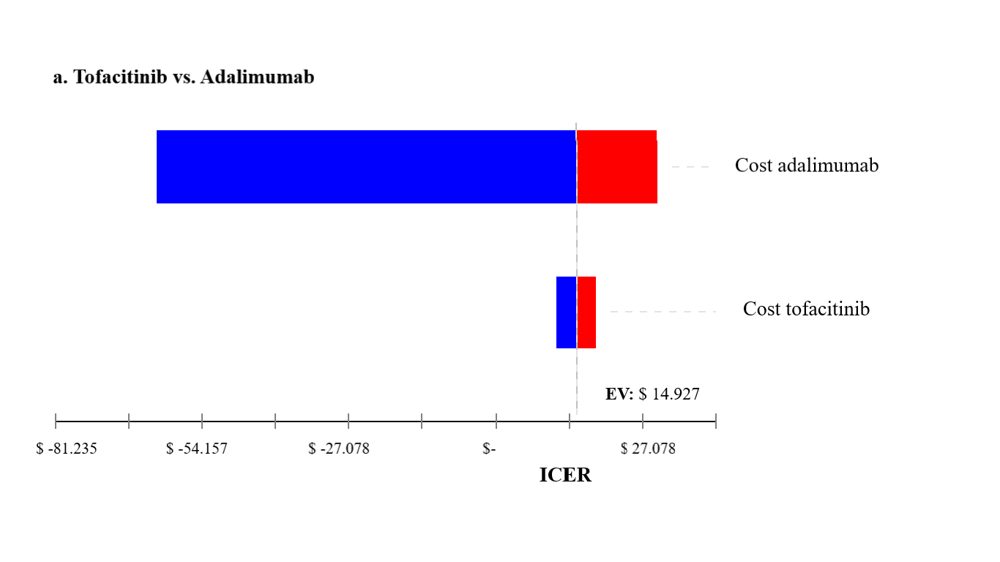 a. Tofacitinib vs. Adalimumab
Cost adalimumab
Cost tofacitinib
EV: $ 14.927
$ -81.235 $ -54.157 $ -27.078 $- $ 27.078
ICER